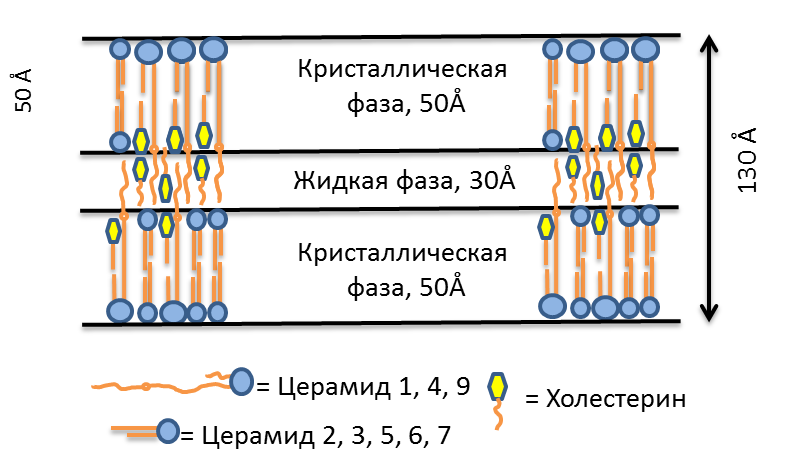 Кристаллическая
фаза, 50Å
50 Å
130 Å
Жидкая фаза, 30Å
Кристаллическая
фаза, 50Å
= Церамид 1, 4, 9
= Холестерин
= Церамид 2, 3, 5, 6, 7